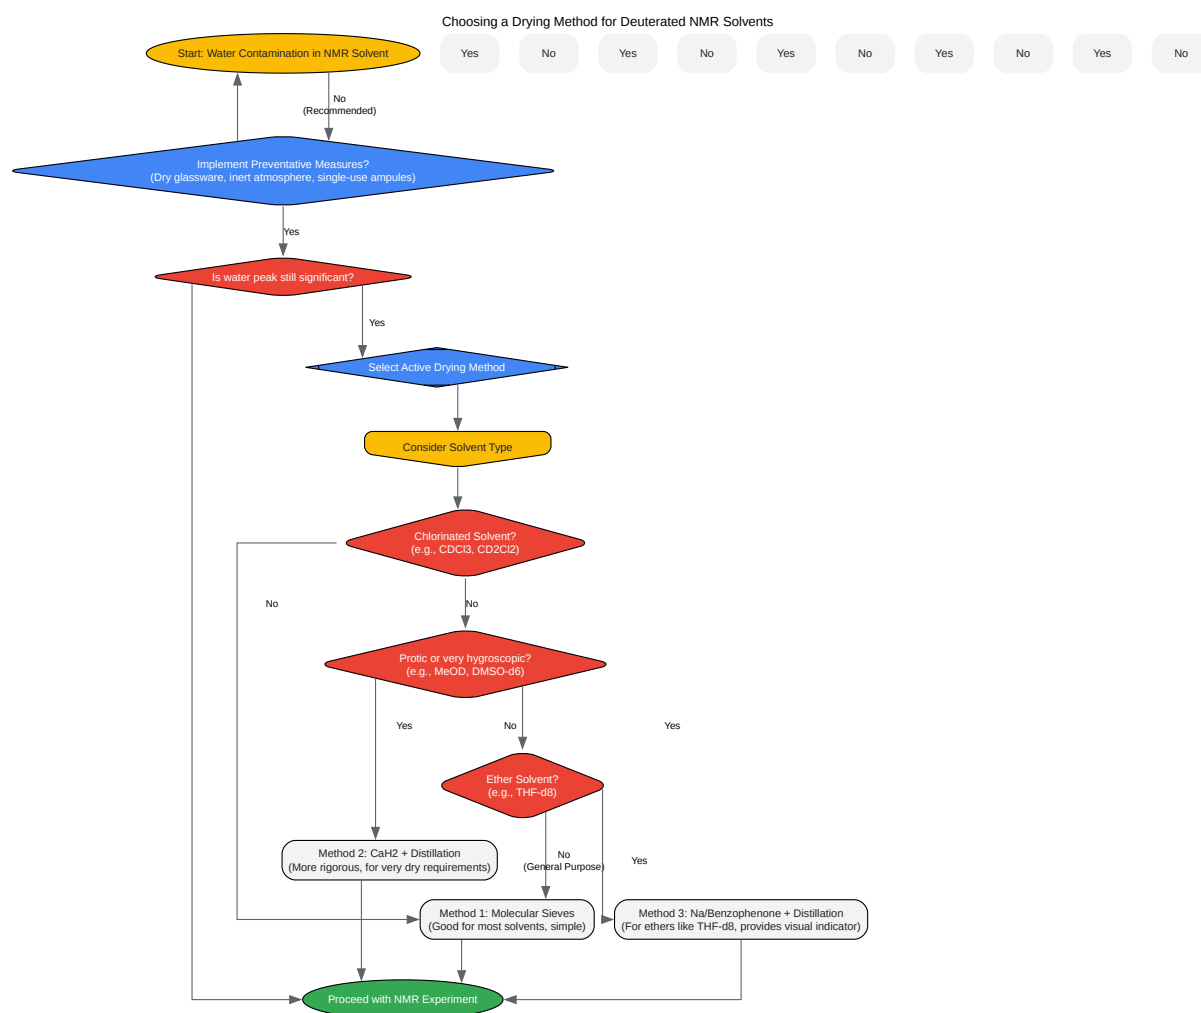 Choosing a Drying Method for Deuterated NMR Solvents
Start: Water Contamination in NMR Solvent
Yes
No
Yes
No
Yes
No
Yes
No
Yes
No
No
(Recommended)
Implement Preventative Measures?
(Dry glassware, inert atmosphere, single-use ampules)
Yes
Is water peak still significant?
Yes
Select Active Drying Method
Consider Solvent Type
Chlorinated Solvent?
(e.g., CDCl3, CD2Cl2)
No
No
Protic or very hygroscopic?
(e.g., MeOD, DMSO-d6)
Yes
No
Yes
Ether Solvent?
(e.g., THF-d8)
No
(General Purpose)
Yes
Method 2: CaH2 + Distillation
(More rigorous, for very dry requirements)
Method 1: Molecular Sieves
(Good for most solvents, simple)
Method 3: Na/Benzophenone + Distillation
(For ethers like THF-d8, provides visual indicator)
Proceed with NMR Experiment